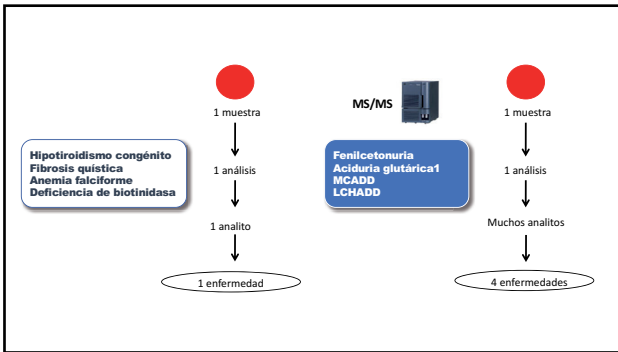 1 muestra
Hipotiroidismo congénito
Fibrosis quística
Anemia falciforme
Deficiencia de biotinidasa
1 análisis
1 analito
1 enfermedad
MS/MS
1 muestra
Fenilcetonuria
Aciduria glutárica1
MCADD
LCHADD
1 análisis
Muchos analitos
4 enfermedades